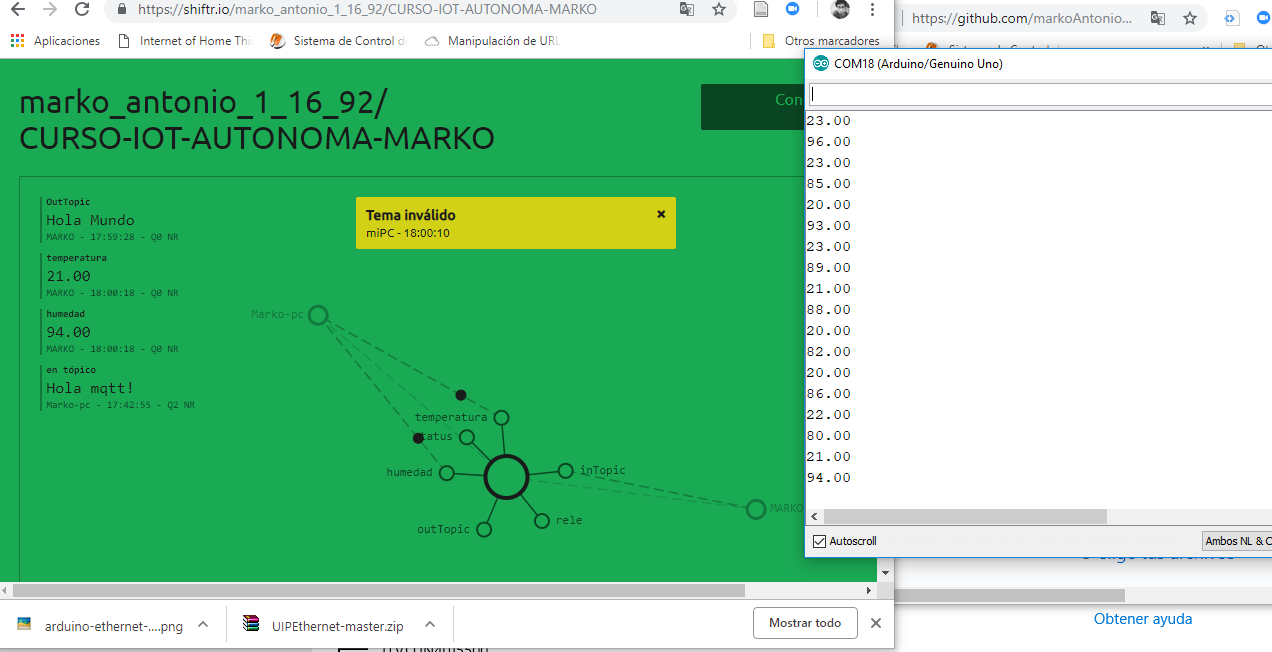 https://shiftr.io/marko_antonio_1_16_92/CURSO-IOT-AUTONOMA-MARKO
https://github.com/markoAntonio...
Aplicaciones
Internet of Home Thi
Sistema de Control d
Manipulación de URL
Otros marcadores
marko_antonio_1_16_92/
CURSO-IOT-AUTONOMA-MARKO
Con
OutTopic
Hola Mundo
MARKO - 17:59:28 - Q0 NR
temperatura
21.00
MARKO - 18:00:18 - Q0 NR
humedad
94.00
MARKO - 18:00:18 - Q0 NR
en tópico
Hola mqtt!
Marko-pc - 17:42:55 - Q2 NR
Tema inválido
miPC - 18:00:10
Marko-pc
temperatura
tatus
humedad
inTopic
outTopic
rele
MARKO
COM18 (Arduino/Genuino Uno)
23.00
96.00
23.00
85.00
20.00
93.00
23.00
89.00
21.00
88.00
20.00
82.00
20.00
86.00
22.00
80.00
21.00
94.00
Autoscroll
Ambos NL & C
Obtener ayuda
arduino-ethernet-....png
UIPEthernet-master.zip
Mostrar todo